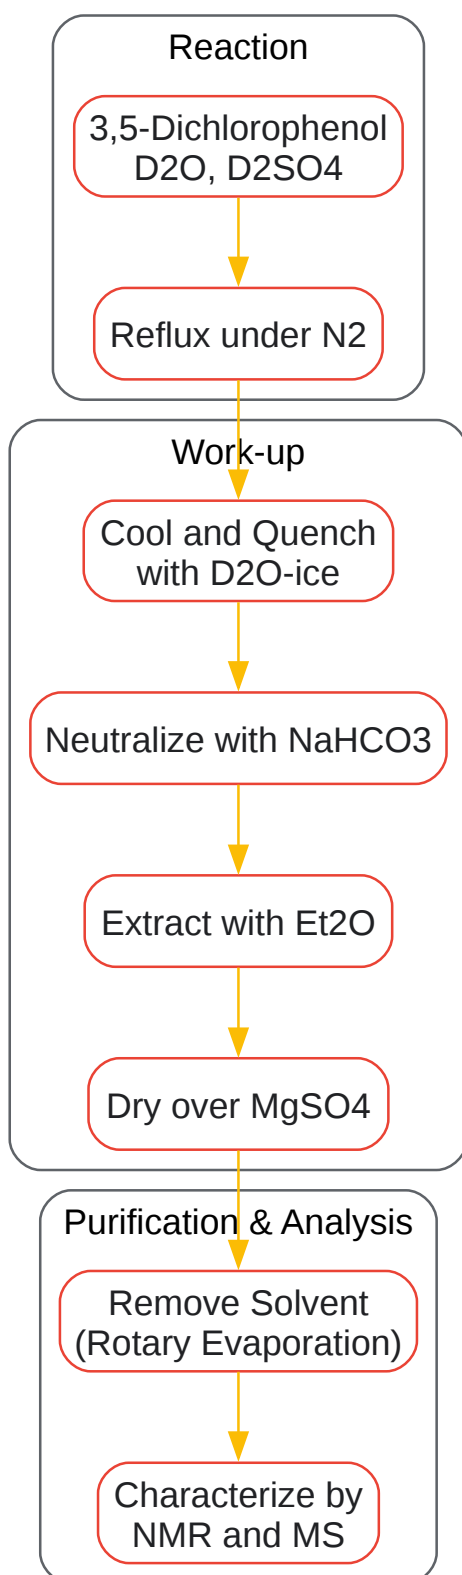 Reaction
3,5-Dichlorophenol
D2O, D2SO4
Reflux under N2
Work-up
Cool and Quench
with D2O-ice
Neutralize with NaHCO3
Extract with Et2O
Dry over MgSO4
Purification & Analysis
Remove Solvent
(Rotary Evaporation)
Characterize by
NMR and MS